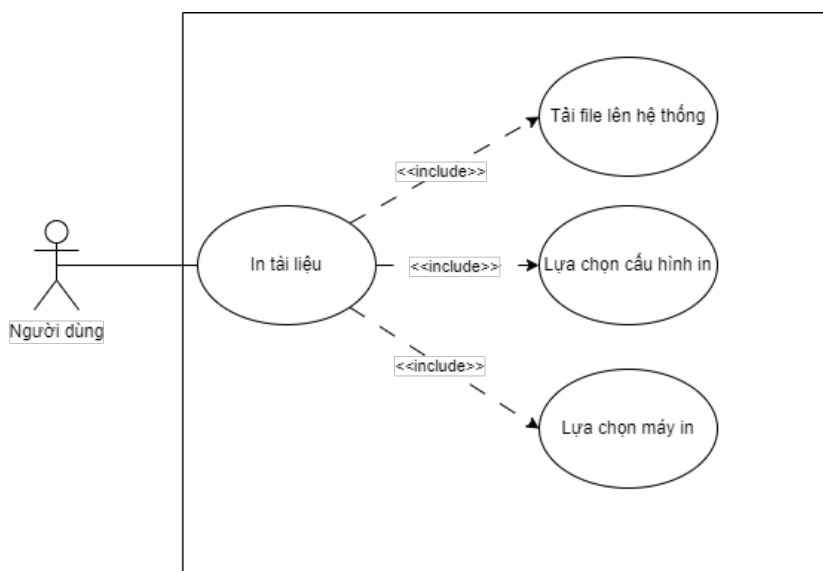 Tải file lên hệ thống
<<include>>
In tài liệu
<<include>>
Lựa chọn cấu hình in
Người dùng
<<include>>
Lựa chọn máy in